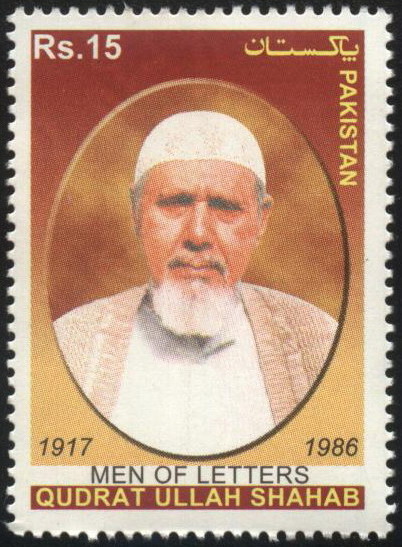 Rs.15
پاکستان
PAKISTAN
1917
1986
MEN OF LETTERS
QUDRAT ULLAH SHAHAB